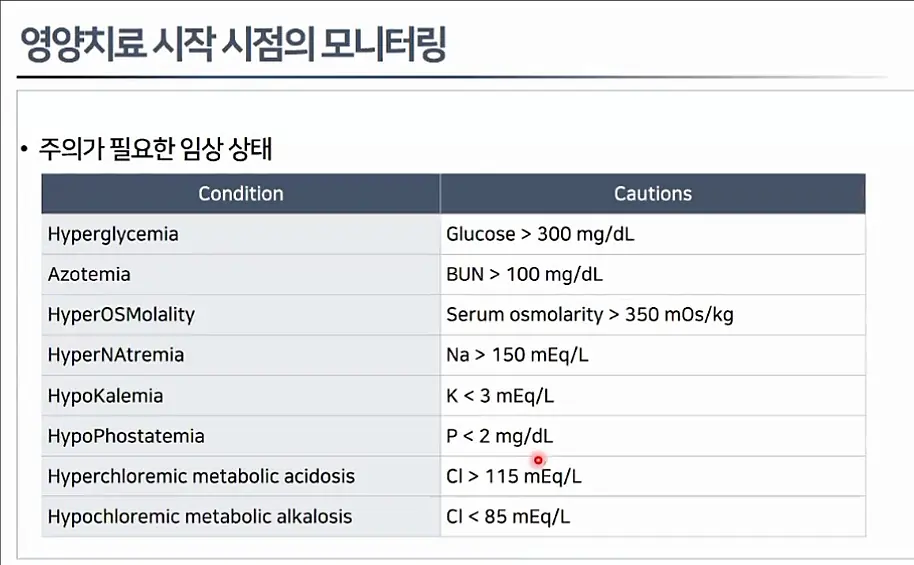 영양치료 시작 시점의 모니터링
• 주의가 필요한 임상 상태
Condition Cautions
Hyperglycemia Glucose > 300 mg/dL
Azotemia BUN > 100 mg/dL
HyperOSMolality Serum osmolarity > 350 mOs/kg
HyperNAtremia Na > 150 mEq/L
HypoKalemia K < 3 mEq/L
HypoPhostatemia P < 2 mg/dL
Hyperchloremic metabolic acidosis Cl > 115 mEq/L
Hypochloremic metabolic alkalosis Cl < 85 mEq/L